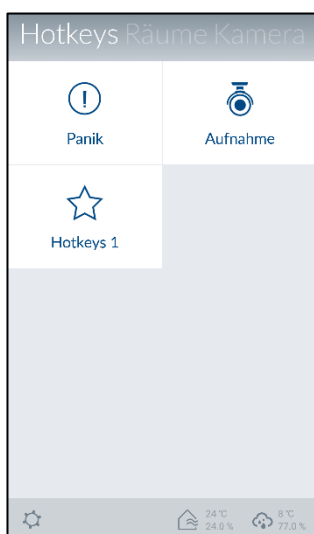 Hotkeys Räume Kamera
Panik
Aufnahme
Hotkeys 1
24 °C
24.0 %
8 °C
77.0 %